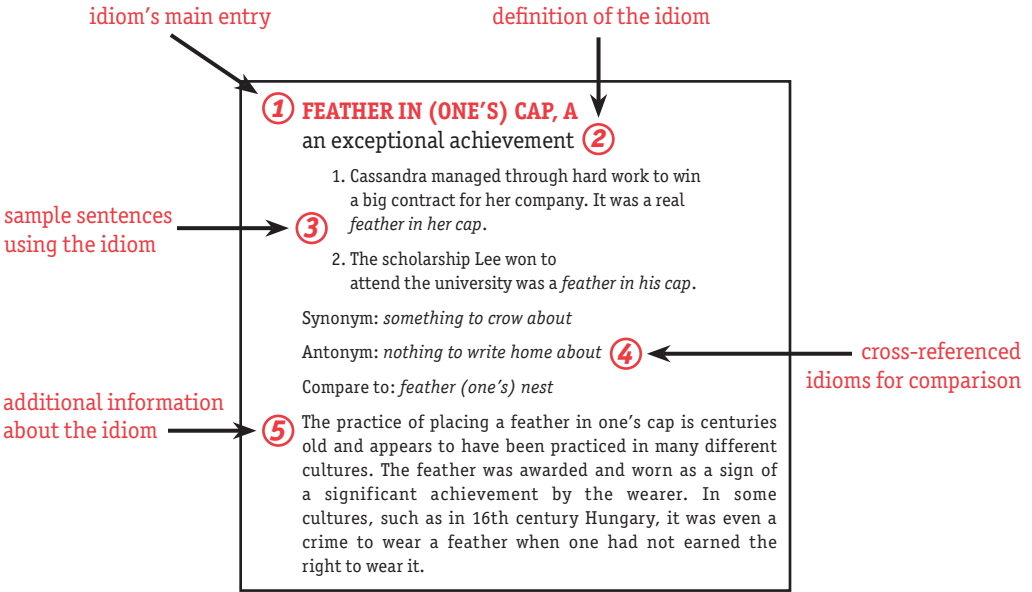 idiom's main entry
definition of the idiom
1 FEATHER IN (ONE'S) CAP, A
an exceptional achievement 2
1. Cassandra managed through hard work to win
a big contract for her company. It was a real
feather in her cap.
sample sentences
using the idiom
3
2. The scholarship Lee won to
attend the university was a feather in his cap.
Synonym: something to crow about
Antonym: nothing to write home about 4
cross-referenced
idioms for comparison
Compare to: feather (one's) nest
additional information
about the idiom
5 The practice of placing a feather in one's cap is centuries
old and appears to have been practiced in many different
cultures. The feather was awarded and worn as a sign of
a significant achievement by the wearer. In some
cultures, such as in 16th century Hungary, it was even a
crime to wear a feather when one had not earned the
right to wear it.